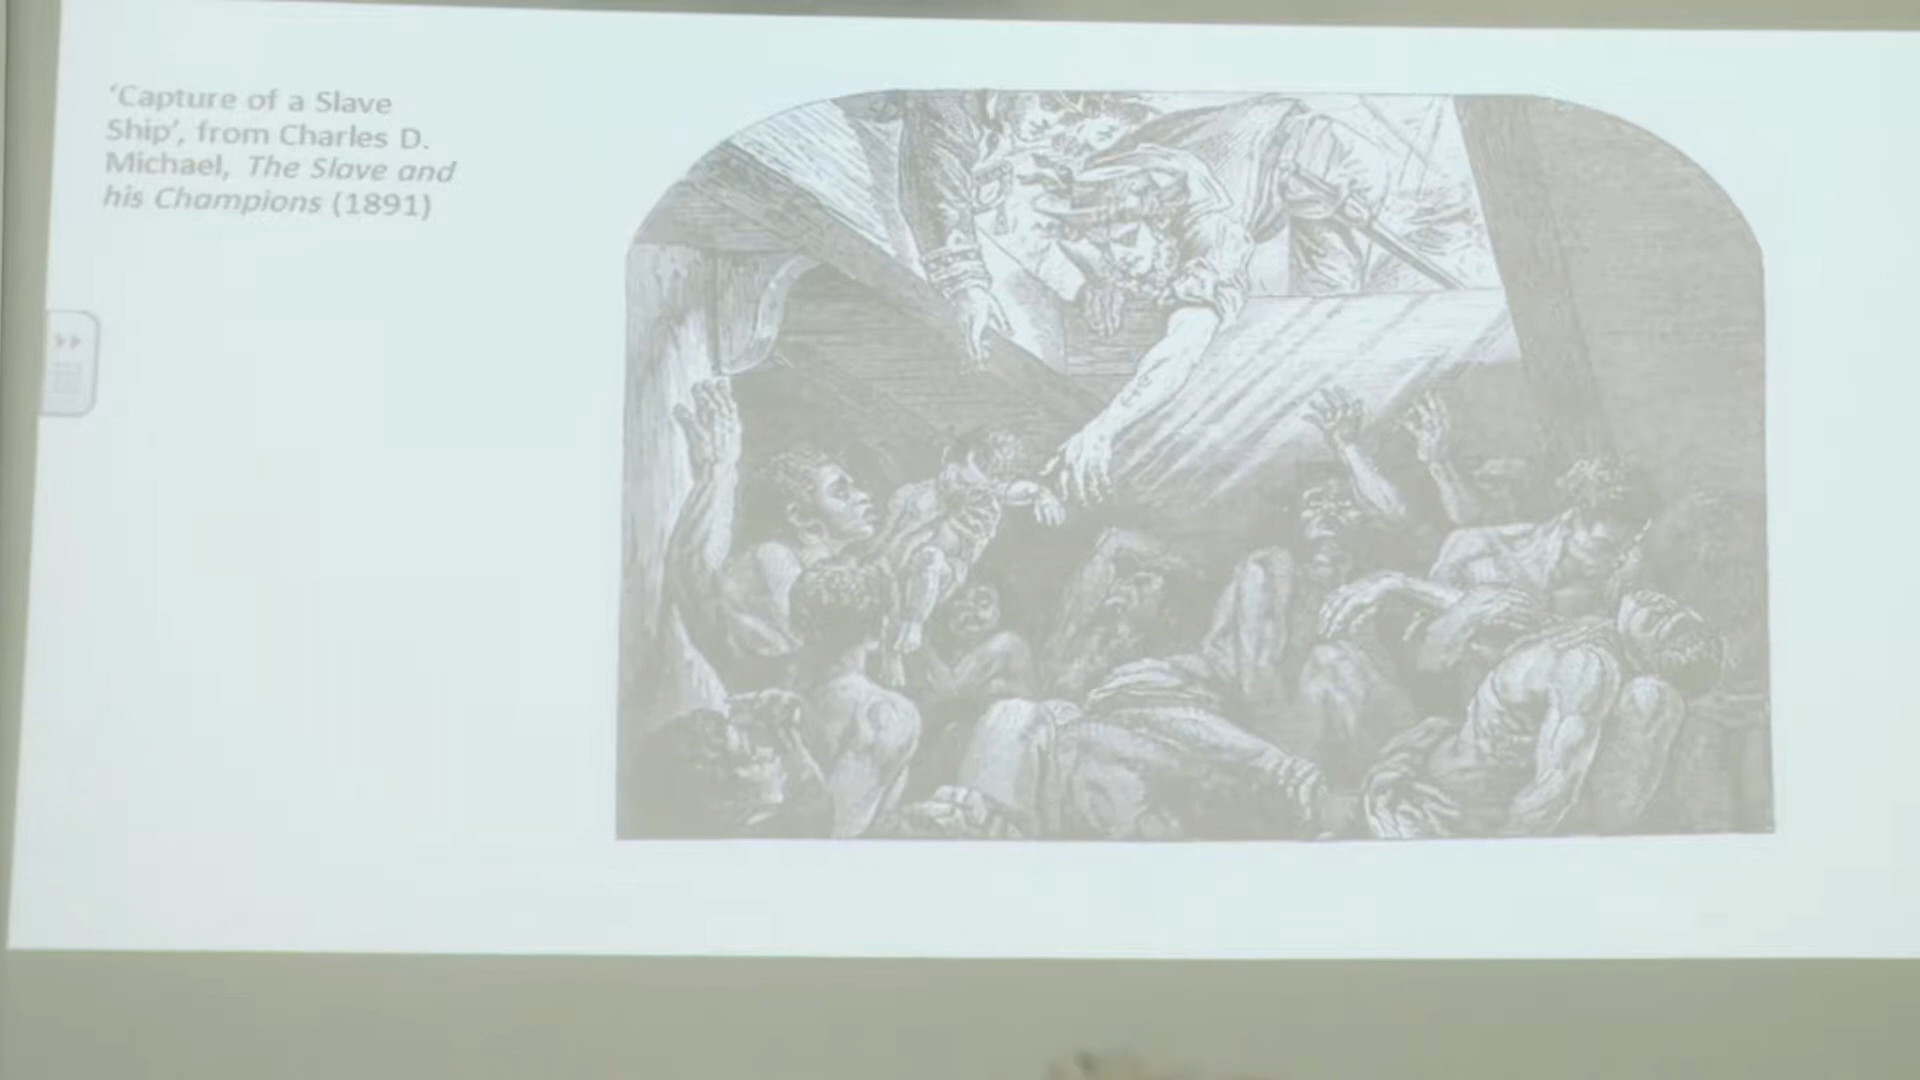 ‘Capture of a Slave
Ship’, from Charles D.
Michael, The Slave and
his Champions (1891)